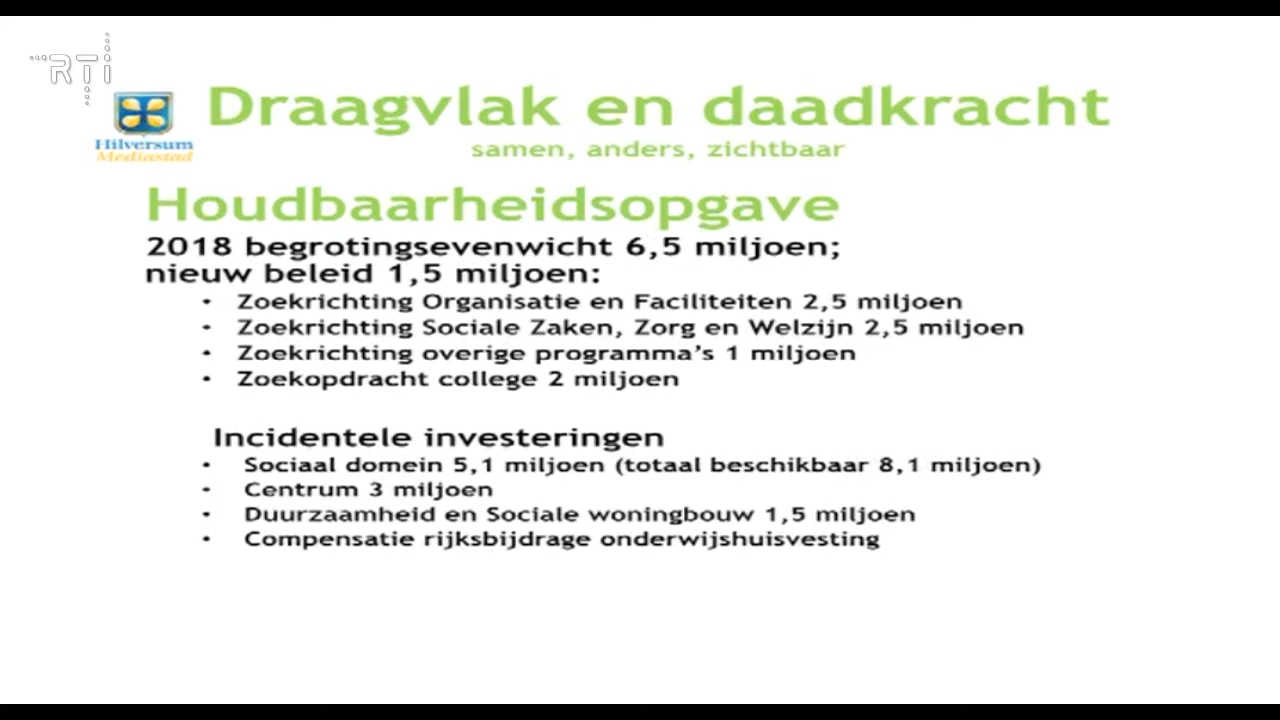 RTi
Draagvlak en daadkracht
Hilversum
Mediastad
samen, anders, zichtbaar
Houdbaarheidsopgave
2018 begrotingsevenwicht 6,5 miljoen;
nieuw beleid 1,5 miljoen:
• Zoekrichting Organisatie en Faciliteiten 2,5 miljoen
• Zoekrichting Sociale Zaken, Zorg en Welzijn 2,5 miljoen
• Zoekrichting overige programma's 1 miljoen
• Zoekopdracht college 2 miljoen
Incidentele investeringen
• Sociaal domein 5,1 miljoen (totaal beschikbaar 8,1 miljoen)
• Centrum 3 miljoen
• Duurzaamheid en Sociale woningbouw 1,5 miljoen
• Compensatie rijksbijdrage onderwijshuisvesting